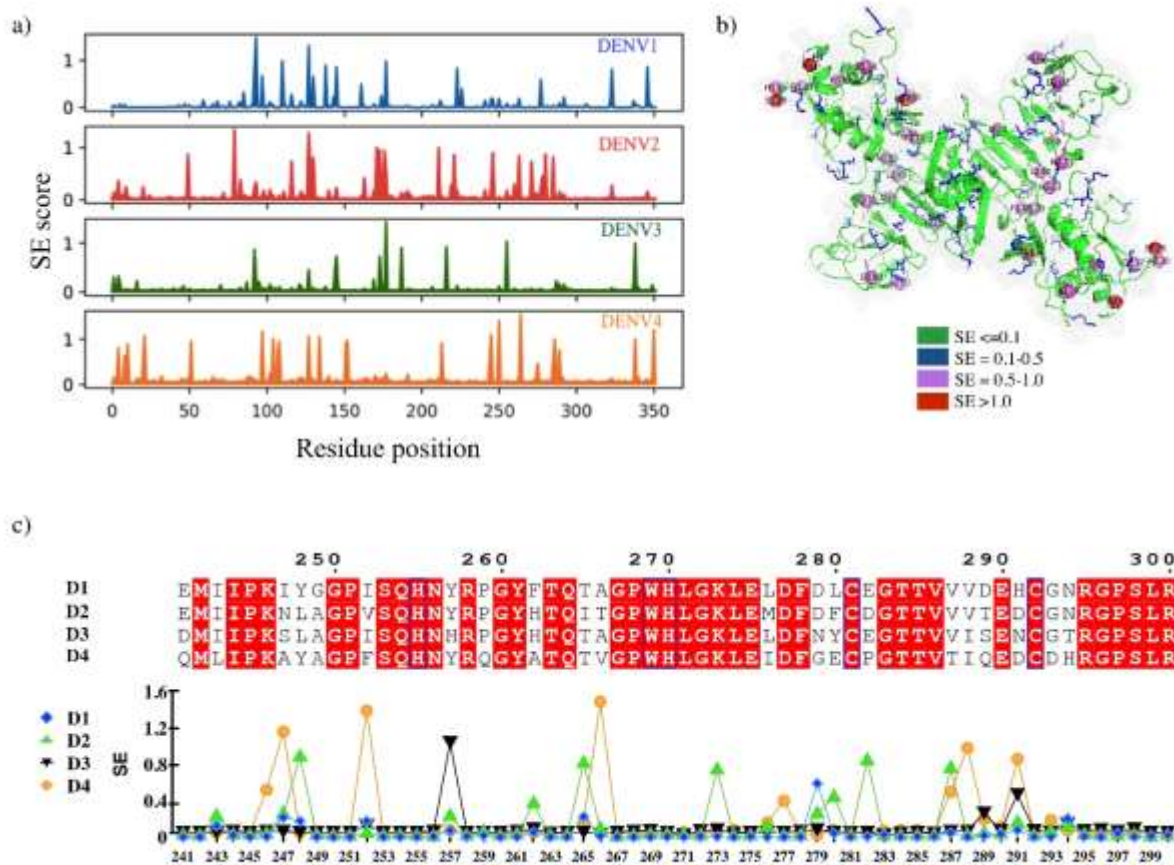 a)
DENV1
1
0
DENV2
1
0
SE score
DENV3
1
0
DENV4
1
0
0 50 100 150 200 250 300 350
Residue position
b)
SE <=0.1
SE = 0.1-0.5
SE = 0.5-1.0
SE >1.0
c)
250 260 270 280 290 300
D1 EMIIPKIYGGPISQHNYRPGYFTQTAGPWHLGKLELDFDLCEGTTVVVDEHCGNRGPSLR
D2 EMIIPKNLAGPVSQHNYRPGYHTQITGPWHLGKLEMDFDFCDGTTVVVTEDCGNRGPSLR
D3 DMIIPKSLAGPISQHNHRPGYHTQTAGPWHLGKLELDFNYCEGTTVVISENCGTRGPSLR
D4 QMLIPKAYAGPFSQHNYRQGYATQTVGPWHLGKLEIDFGECPGTTVTIQEDCDHRGPSLR
D1
D2
D3
D4
SE
1.6
1.2
0.8
0.4
0
241 243 245 247 249 251 253 255 257 259 261 263 265 267 269 271 273 275 277 279 281 283 285 287 289 291 293 295 297 299